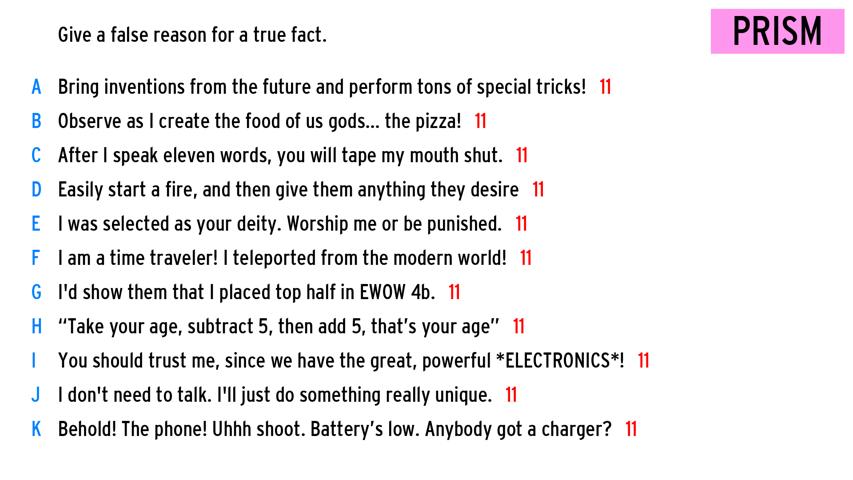 Give a false reason for a true fact.
PRISM
A Bring inventions from the future and perform tons of special tricks! 11
B Observe as I create the food of us gods... the pizza! 11
C After I speak eleven words, you will tape my mouth shut. 11
D Easily start a fire, and then give them anything they desire 11
E I was selected as your deity. Worship me or be punished. 11
F I am a time traveler! I teleported from the modern world! 11
G I'd show them that I placed top half in EWOW 4b. 11
H “Take your age, subtract 5, then add 5, that’s your age” 11
I You should trust me, since we have the great, powerful *ELECTRONICS*! 11
J I don't need to talk. I'll just do something really unique. 11
K Behold! The phone! Uhhh shoot. Battery’s low. Anybody got a charger? 11